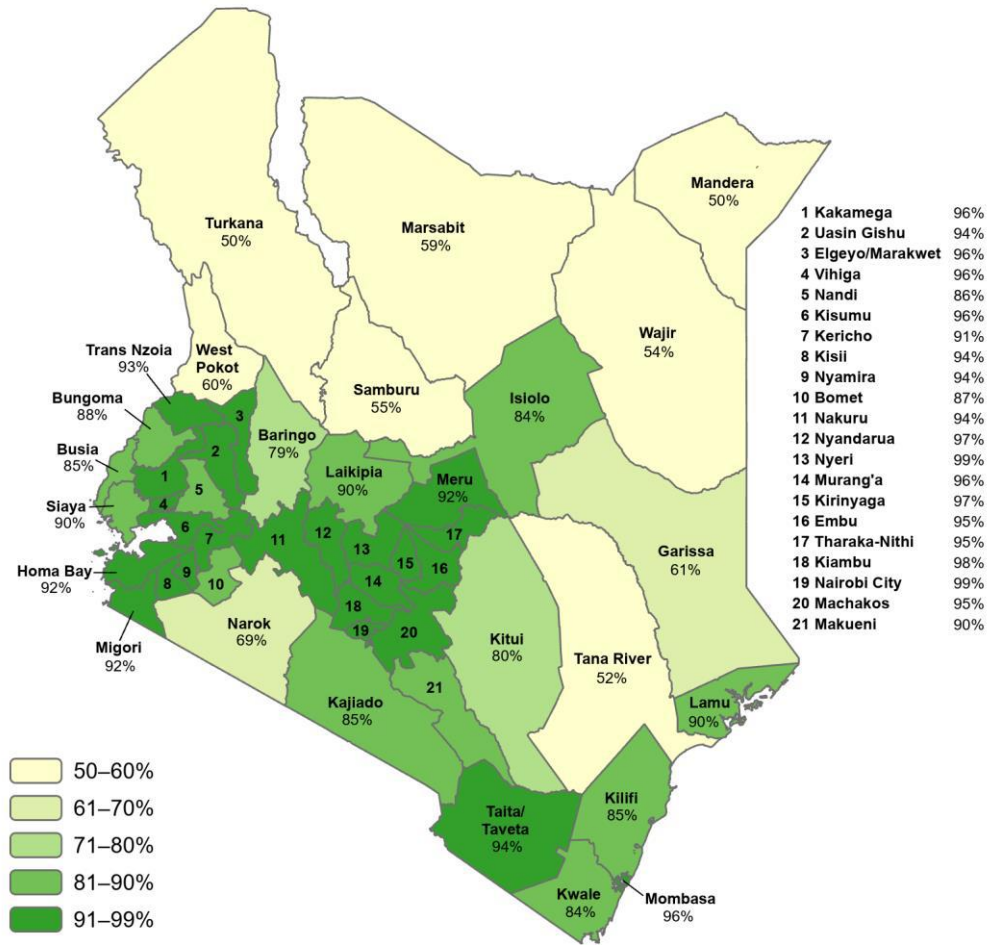 Mandera
50%
Turkana
50%
Marsabit
59%
Wajir
54%
West
Pokot
60%
Trans Nzoia
93%
Samburu
55%
Isiolo
84%
Bungoma
88%
Baringo
79%
Busia
85%
Laikipia
90%
Meru
92%
Siaya
90%
Garissa
61%
Homa Bay
92%
Narok
69%
Kitui
80%
Tana River
52%
Migori
92%
Kajiado
85%
Lamu
90%
Kilifi
85%
Taita/
Taveta
94%
Kwale
84%
Mombasa
96%
1
2
3
4
5
6
7
8
9
10
11
12
13
14
15
16
17
18
19
20
21
1 Kakamega 96%
2 Uasin Gishu 94%
3 Elgeyo/Marakwet 96%
4 Vihiga 96%
5 Nandi 86%
6 Kisumu 96%
7 Kericho 91%
8 Kisii 94%
9 Nyamira 94%
10 Bomet 87%
11 Nakuru 94%
12 Nyandarua 97%
13 Nyeri 99%
14 Murang'a 96%
15 Kirinyaga 97%
16 Embu 95%
17 Tharaka-Nithi 95%
18 Kiambu 98%
19 Nairobi City 99%
20 Machakos 95%
21 Makueni 90%
50–60%
61–70%
71–80%
81–90%
91–99%